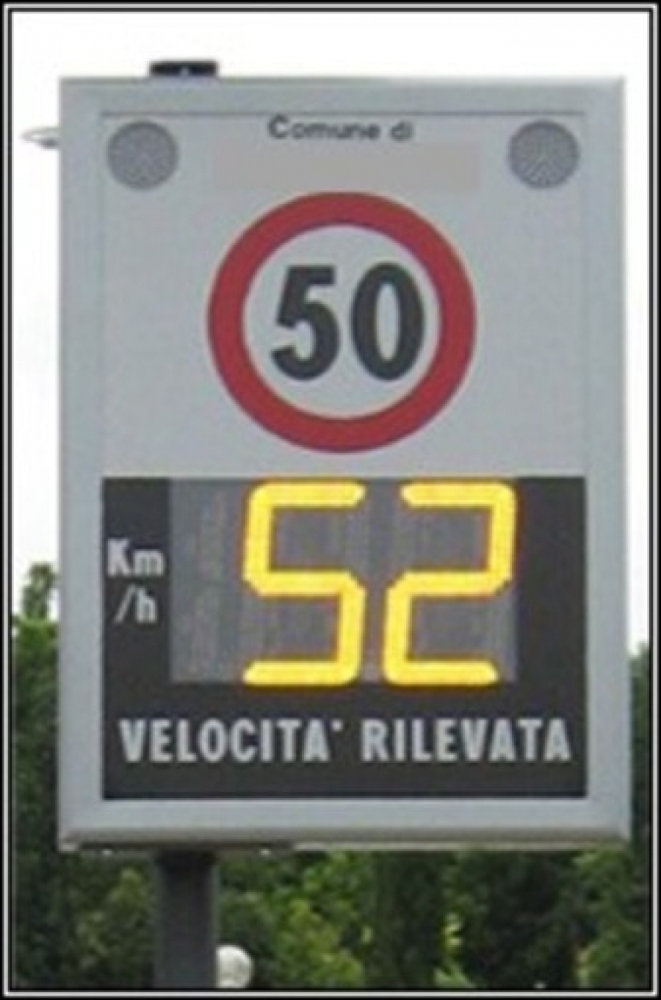 Comune di
50
Km
/h
52
VELOCITA' RILEVATA